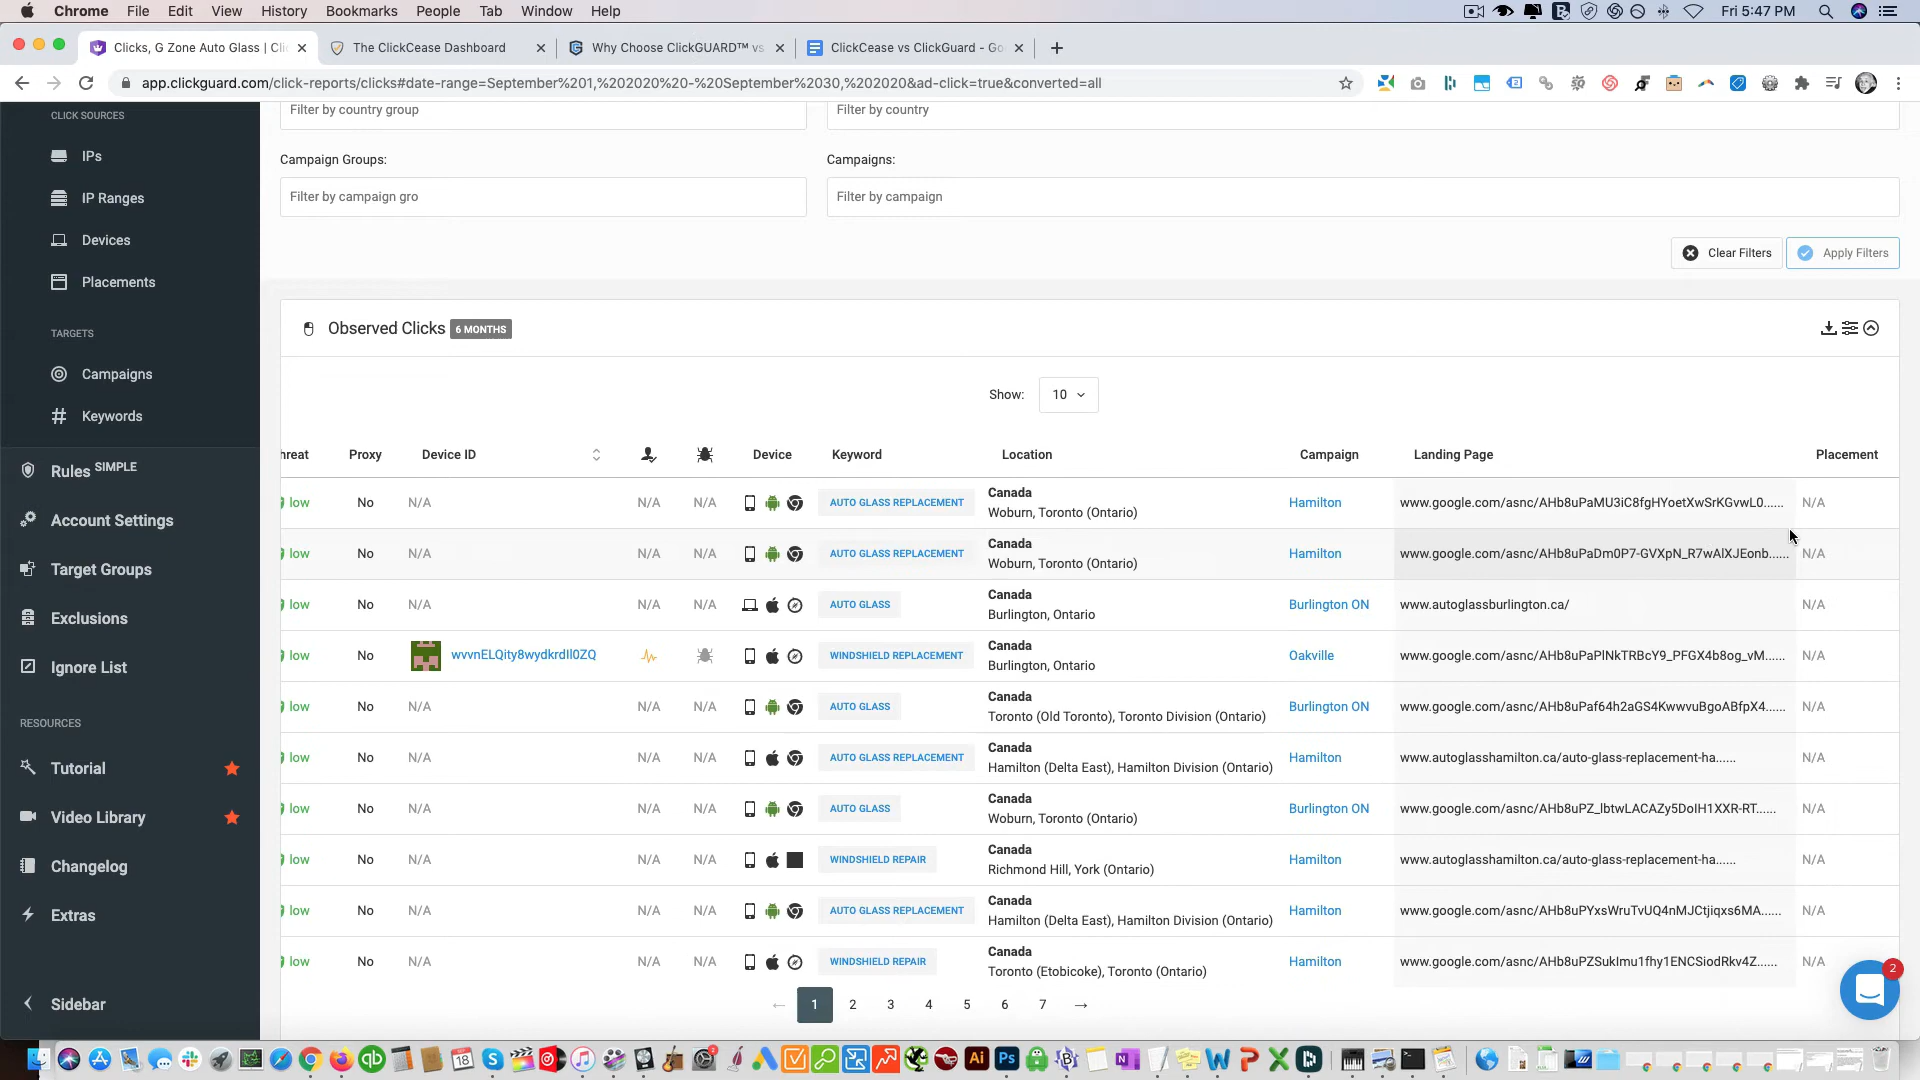 Chrome File Edit View History Bookmarks People Tab Window Help Fri 5:47 PM
Clicks, G Zone Auto Glass | Clic
The ClickCease Dashboard
Why Choose ClickGUARD™ vs
ClickCease vs ClickGuard - Go
app.clickguard.com/click-reports/clicks#date-range=September%201,%202020%20-%20September%2030,%202020&ad-click=true&converted=all
CLICK SOURCES
IPs
IP Ranges
Devices
Placements
TARGETS
Campaigns
Keywords
Rules SIMPLE
Account Settings
Target Groups
Exclusions
Ignore List
RESOURCES
Tutorial
Video Library
Changelog
Extras
Sidebar
Filter by country group
Filter by country
Campaign Groups:
Campaigns:
Filter by campaign gro
Filter by campaign
Clear Filters
Apply Filters
Observed Clicks 6 MONTHS
Show: 10
hreat Proxy Device ID Device Keyword Location Campaign Landing Page Placement
low No N/A N/A N/A AUTO GLASS REPLACEMENT Canada Hamilton www.google.com/asnc/AHb8uPaMU3iC8fgHYoetXwSrKGvwL0...... N/A
Woburn, Toronto (Ontario)
low No N/A N/A N/A AUTO GLASS REPLACEMENT Canada Hamilton www.google.com/asnc/AHb8uPaDm0P7-GVXpN_R7wAlXJEonb...... N/A
Woburn, Toronto (Ontario)
low No N/A N/A N/A AUTO GLASS Canada Burlington ON www.autoglassburlington.ca/ N/A
Burlington, Ontario
low No wvvnELQity8wydkrdIl0ZQ WINDSHIELD REPLACEMENT Canada Oakville www.google.com/asnc/AHb8uPaPlNkTRBcY9_PFGX4b8og_vM...... N/A
Burlington, Ontario
low No N/A N/A N/A AUTO GLASS Canada Burlington ON www.google.com/asnc/AHb8uPaf64h2aGS4KwwvuBgoABfpX4...... N/A
Toronto (Old Toronto), Toronto Division (Ontario)
low No N/A N/A N/A AUTO GLASS REPLACEMENT Canada Hamilton www.autoglasshamilton.ca/auto-glass-replacement-ha...... N/A
Hamilton (Delta East), Hamilton Division (Ontario)
low No N/A N/A N/A AUTO GLASS Canada Burlington ON www.google.com/asnc/AHb8uPZ_lbtwLACAZy5DoIH1XXR-RT...... N/A
Woburn, Toronto (Ontario)
low No N/A N/A N/A WINDSHIELD REPAIR Canada Hamilton www.autoglasshamilton.ca/auto-glass-replacement-ha...... N/A
Richmond Hill, York (Ontario)
low No N/A N/A N/A AUTO GLASS REPLACEMENT Canada Hamilton www.google.com/asnc/AHb8uPYxsWruTvUQ4nMJCtjiqxs6MA...... N/A
Hamilton (Delta East), Hamilton Division (Ontario)
low No N/A N/A N/A WINDSHIELD REPAIR Canada Hamilton www.google.com/asnc/AHb8uPZSukImu1fhy1ENCSiodRkv4Z...... N/A
Toronto (Etobicoke), Toronto (Ontario)
← 1 2 3 4 5 6 7 →
2
18
Ai
Ps